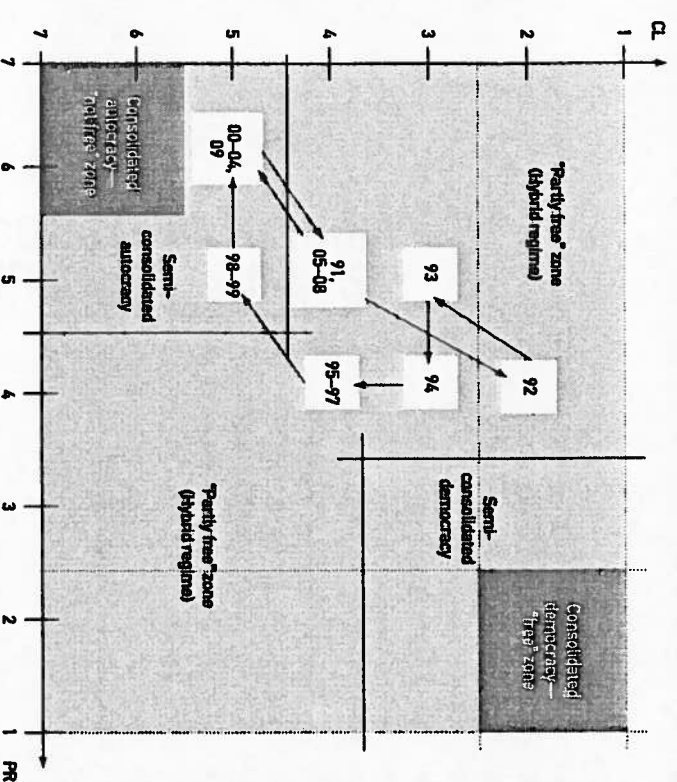 CL
1
2
3
4
5
6
7
"Partly free" zone
(Hybrid regime)
92
93
94
91,
05–08
95–97
00–04,
09
98–99
Semi-
consolidated
democracy
Consolidated
democracy—
"free" zone
Semi-
consolidated
autocracy
Consolidated
autocracy—
"not free" zone
"Partly free" zone
(Hybrid regime)
7
6
5
4
3
2
1
PR